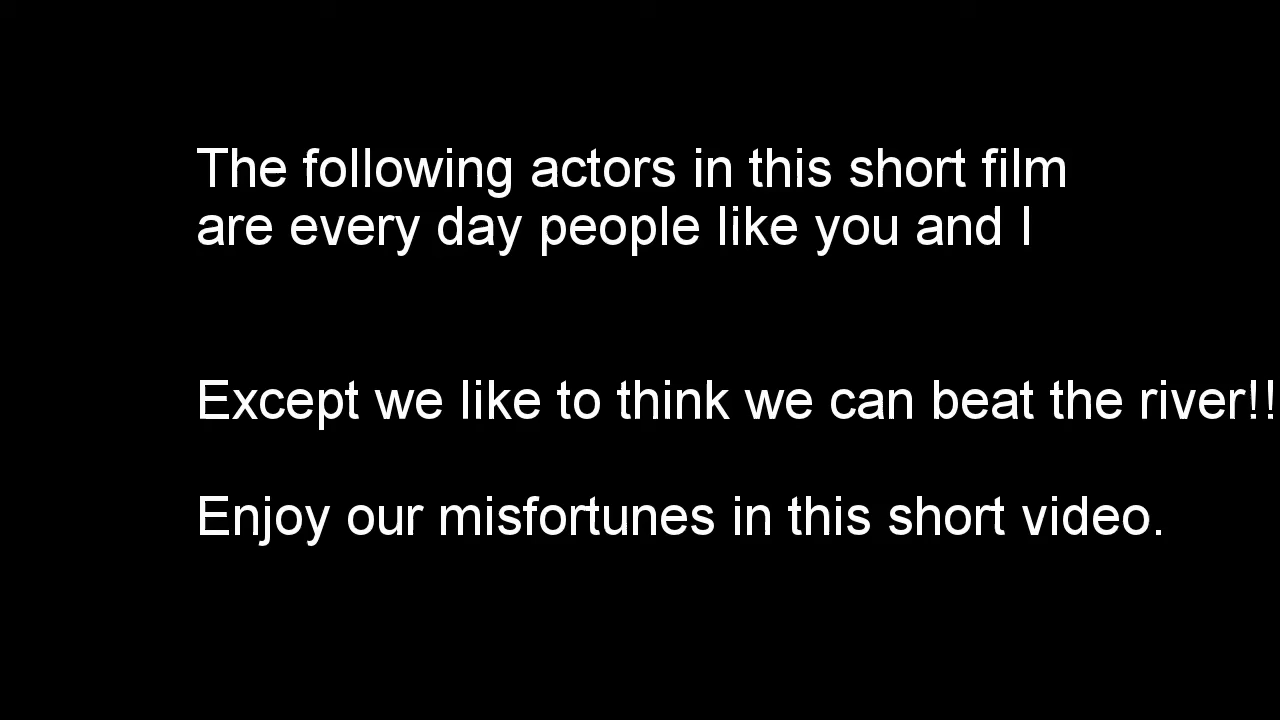 The following actors in this short film
are every day people like you and I
Except we like to think we can beat the river!!
Enjoy our misfortunes in this short video.